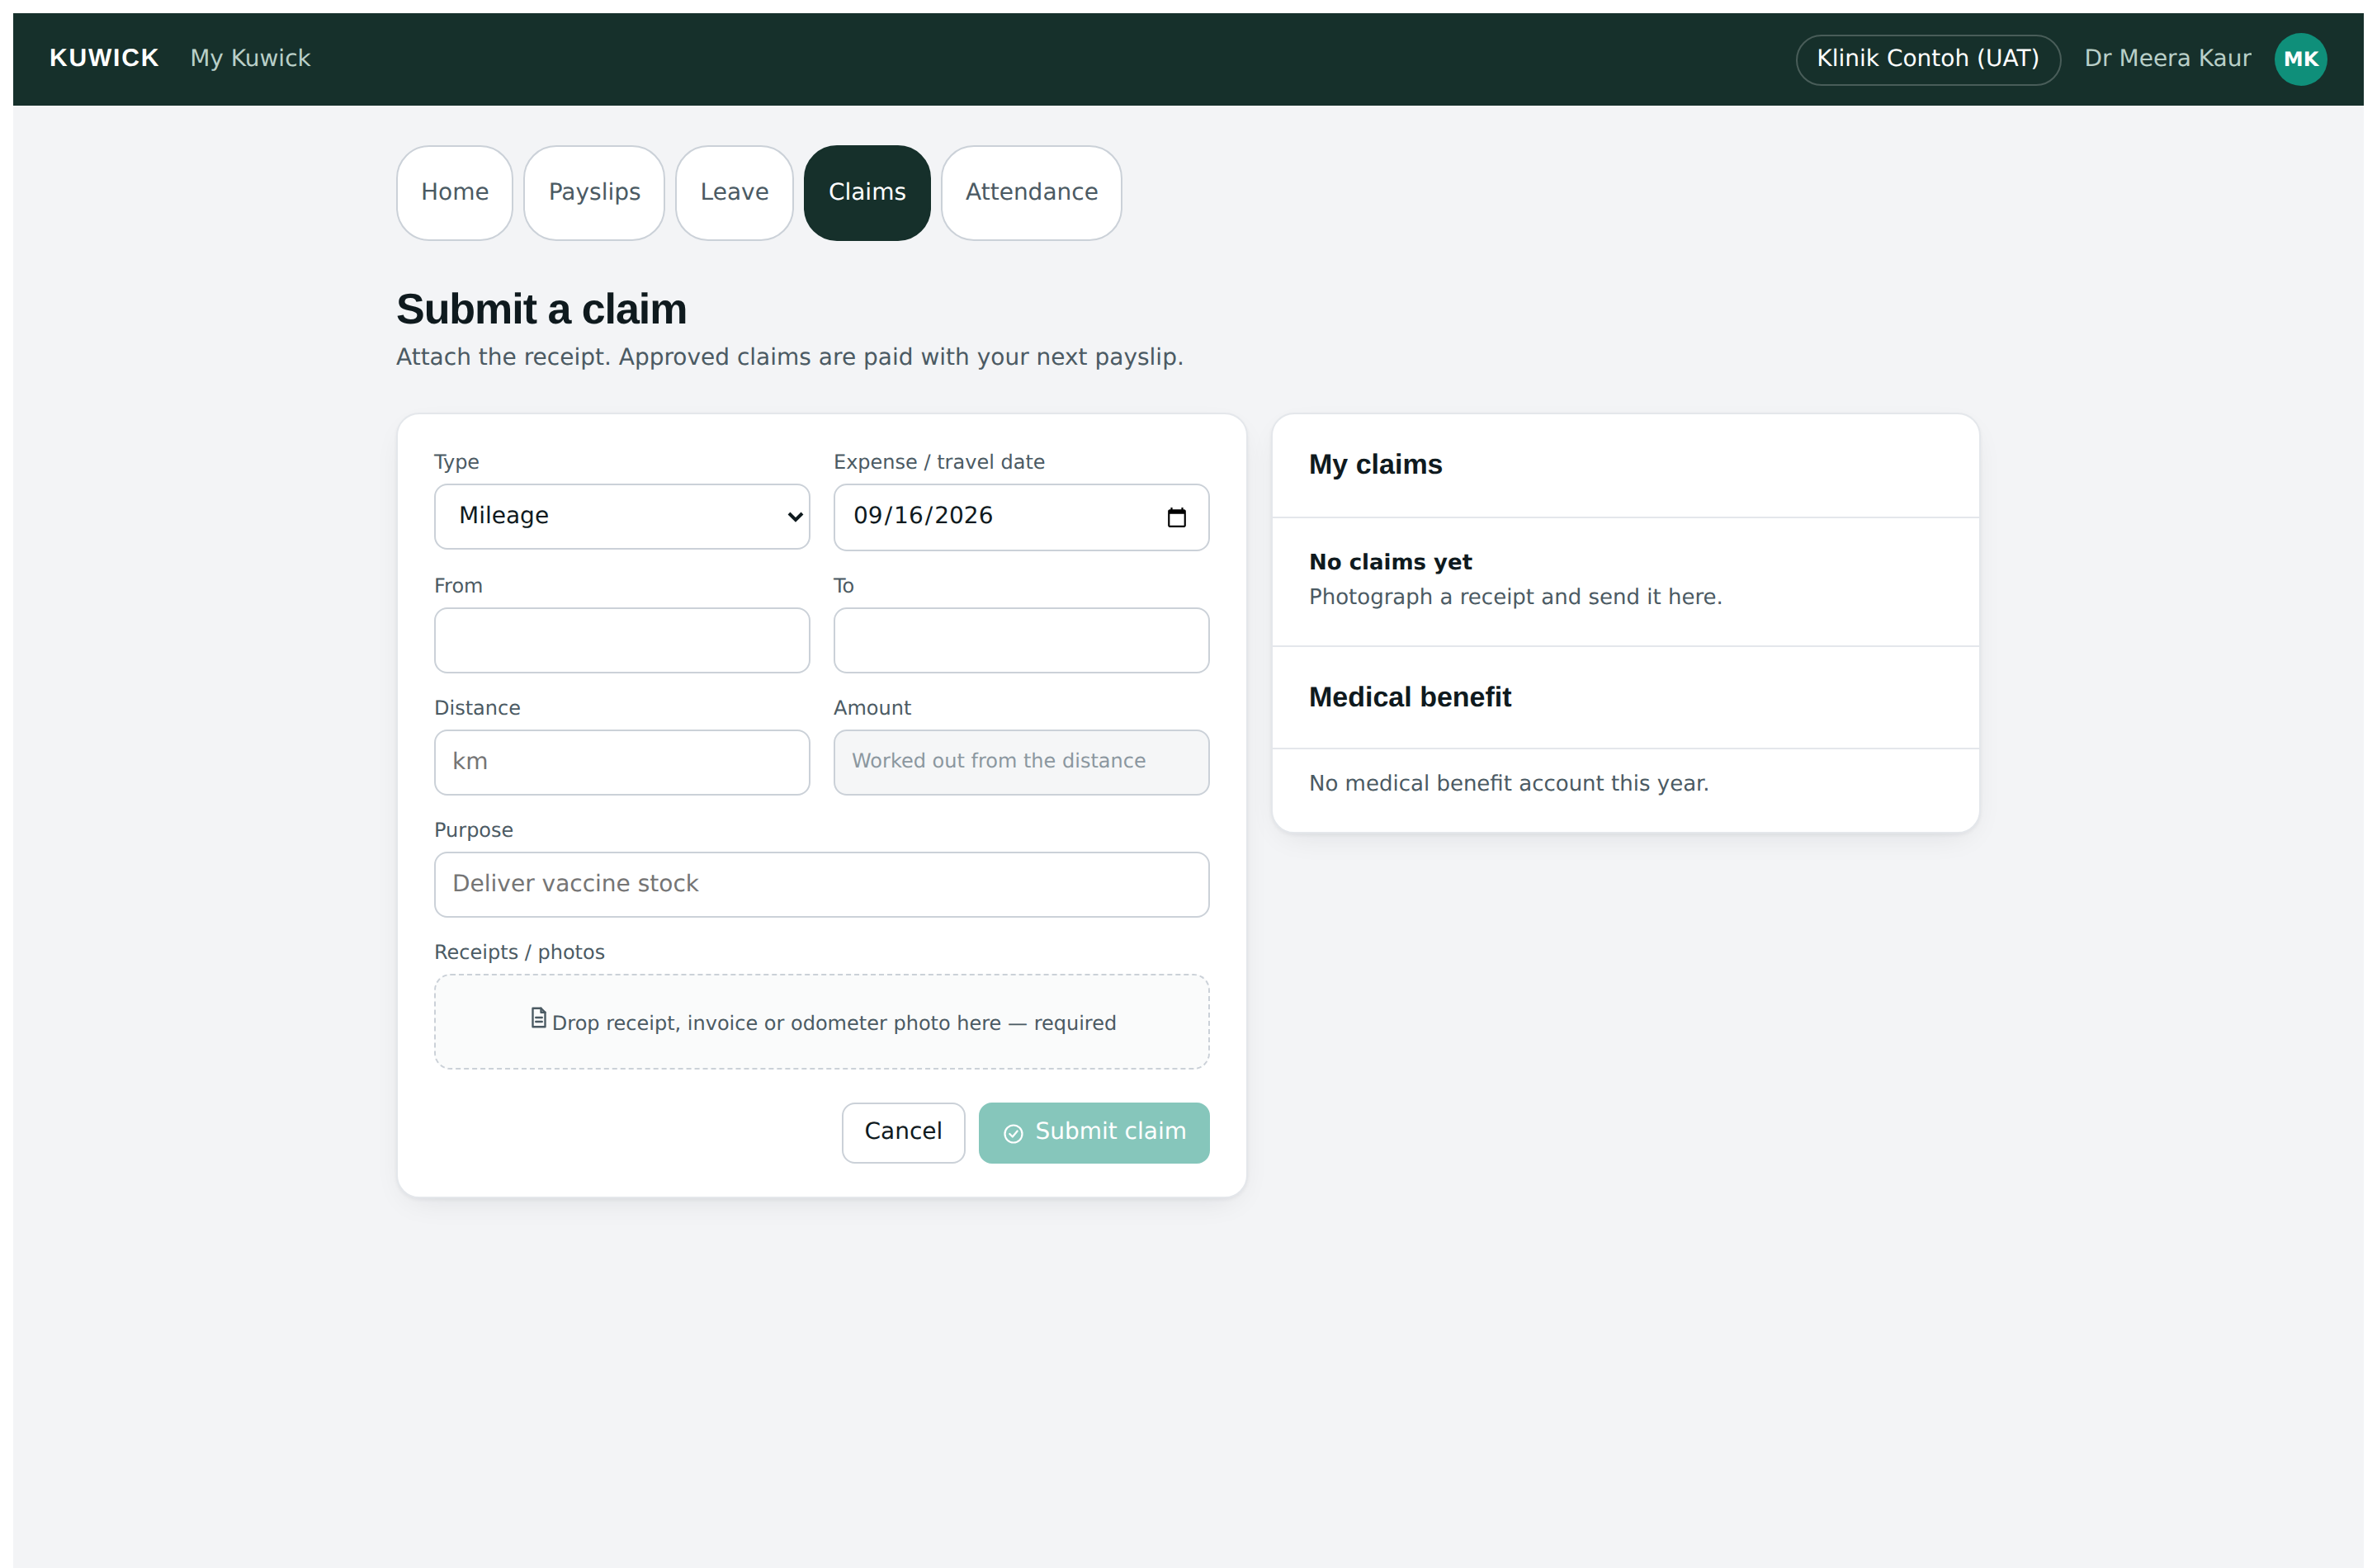 KUWICK My Kuwick Klinik Contoh (UAT) Dr Meera Kaur MK
Home Payslips Leave Claims Attendance
Submit a claim
Attach the receipt. Approved claims are paid with your next payslip.
Type
Mileage
Expense / travel date
09/16/2026
From
To
Distance
km
Amount
Worked out from the distance
Purpose
Deliver vaccine stock
Receipts / photos
Drop receipt, invoice or odometer photo here — required
Cancel
Submit claim
My claims
No claims yet
Photograph a receipt and send it here.
Medical benefit
No medical benefit account this year.